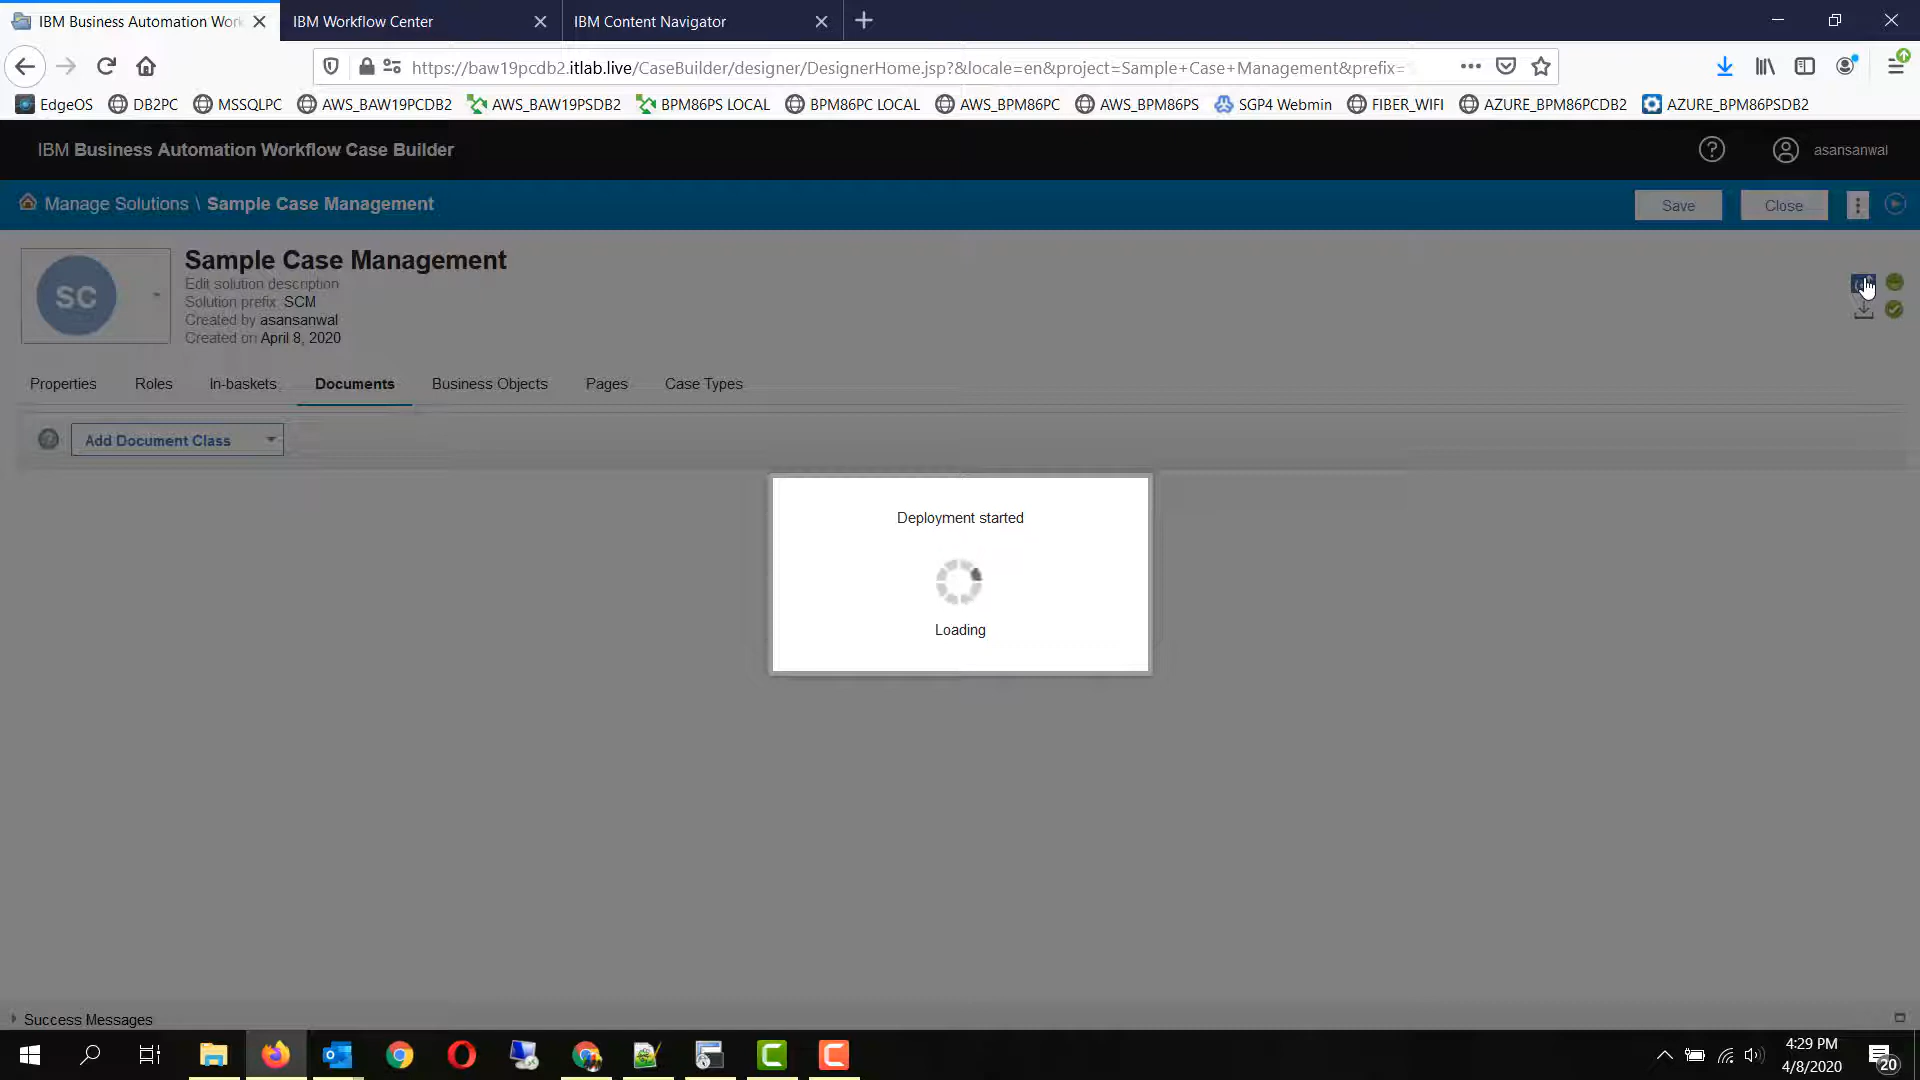 IBM Business Automation Work
IBM Workflow Center
IBM Content Navigator
https://baw19pcdb2.itlab.live/CaseBuilder/designer/DesignerHome.jsp?&locale=en&project=Sample+Case+Management&prefix=
EdgeOS DB2PC MSSQLPC AWS_BAW19PCDB2 AWS_BAW19PSDB2 BPM86PS LOCAL BPM86PC LOCAL AWS_BPM86PC AWS_BPM86PS SGP4 Webmin FIBER_WIFI AZURE_BPM86PCDB2 AZURE_BPM86PSDB2
IBM Business Automation Workflow Case Builder
asansanwal
Manage Solutions \ Sample Case Management
Save
Close
SC
Sample Case Management
Edit solution description
Solution prefix SCM
Created by asansanwal
Created on April 8, 2020
Properties Roles In-baskets Documents Business Objects Pages Case Types
Add Document Class
Deployment started
Loading
Success Messages
4:29 PM
4/8/2020
20